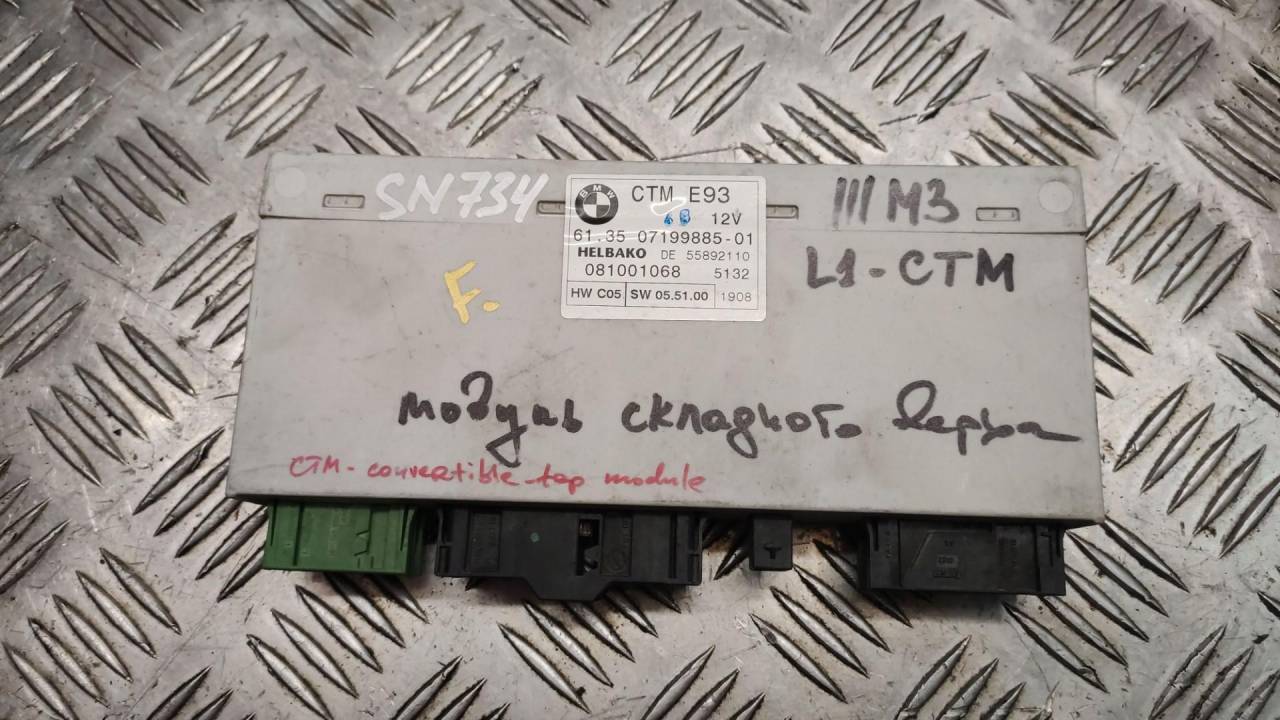 SN734
BMW
CTM E93
12V
61.35 07199885-01
HELBAKO DE 55892110
081001068 5132
HW C05 SW 05.51.00 1908
III M3
L1-CTM
F.
модуль складного верха
CTM - convertible top module